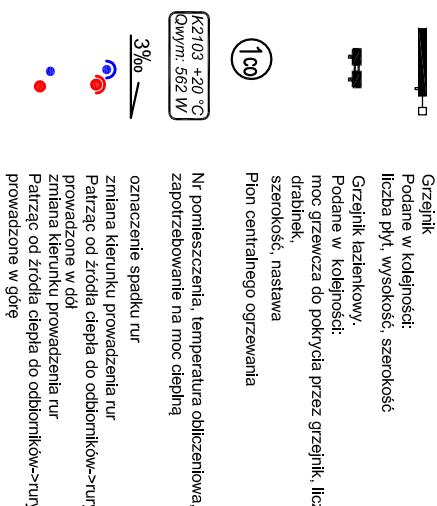 Grzejnik
Podane w kolejności:
liczba płyt, wysokość, szerokość
Grzejnik łazienkowy.
Podane w kolejności:
moc grzewcza do pokrycia przez grzejnik,
drabinek,
szerokość, nastawa
1co
Pion centralnego ogrzewania
K2103 +20 °C
Qwym: 562 W
Nr pomieszczenia, temperatura obliczeniowa,
zapotrzebowanie na moc cieplną
3‰
oznaczenie spadku rur
zmiana kierunku prowadzenia rur
Patrząc od źródła ciepła do odbiorników->rury
prowadzone w dół
zmiana kierunku prowadzenia rur
Patrząc od źródła ciepła do odbiorników->rury
prowadzone w górę